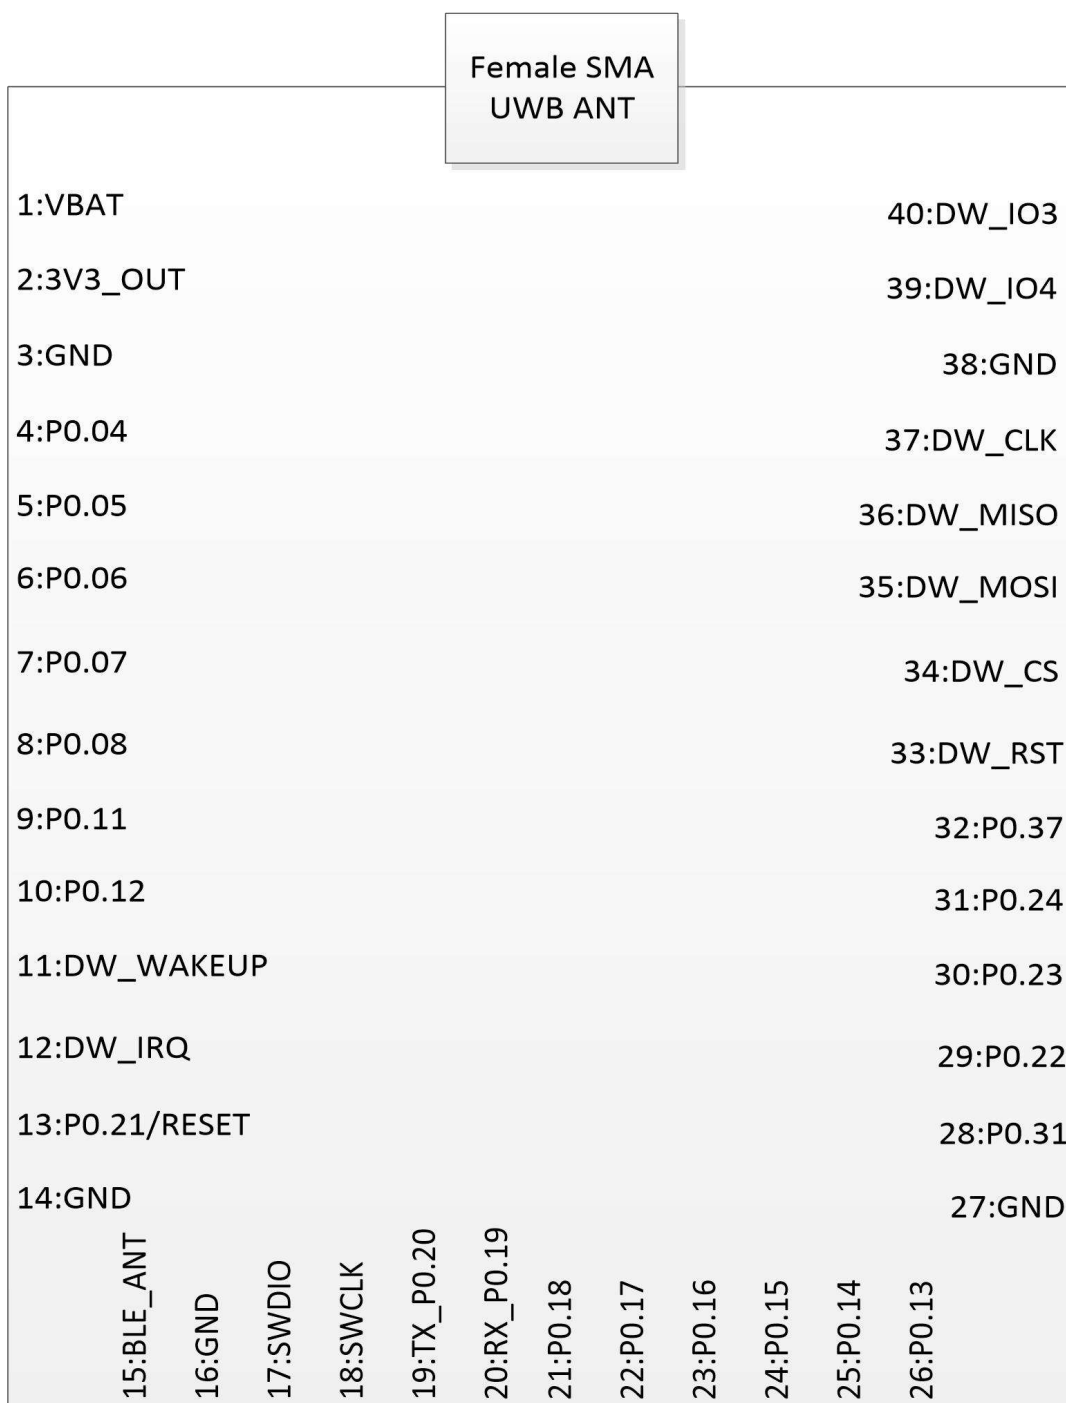 Female SMA
UWB ANT
1:VBAT
2:3V3_OUT
3:GND
4:P0.04
5:P0.05
6:P0.06
7:P0.07
8:P0.08
9:P0.11
10:P0.12
11:DW_WAKEUP
12:DW_IRQ
13:P0.21/RESET
14:GND
15:BLE_ANT
16:GND
17:SWDIO
18:SWCLK
19:TX_P0.20
20:RX_P0.19
21:P0.18
22:P0.17
23:P0.16
24:P0.15
25:P0.14
26:P0.13
40:DW_IO3
39:DW_IO4
38:GND
37:DW_CLK
36:DW_MISO
35:DW_MOSI
34:DW_CS
33:DW_RST
32:P0.37
31:P0.24
30:P0.23
29:P0.22
28:P0.31
27:GND